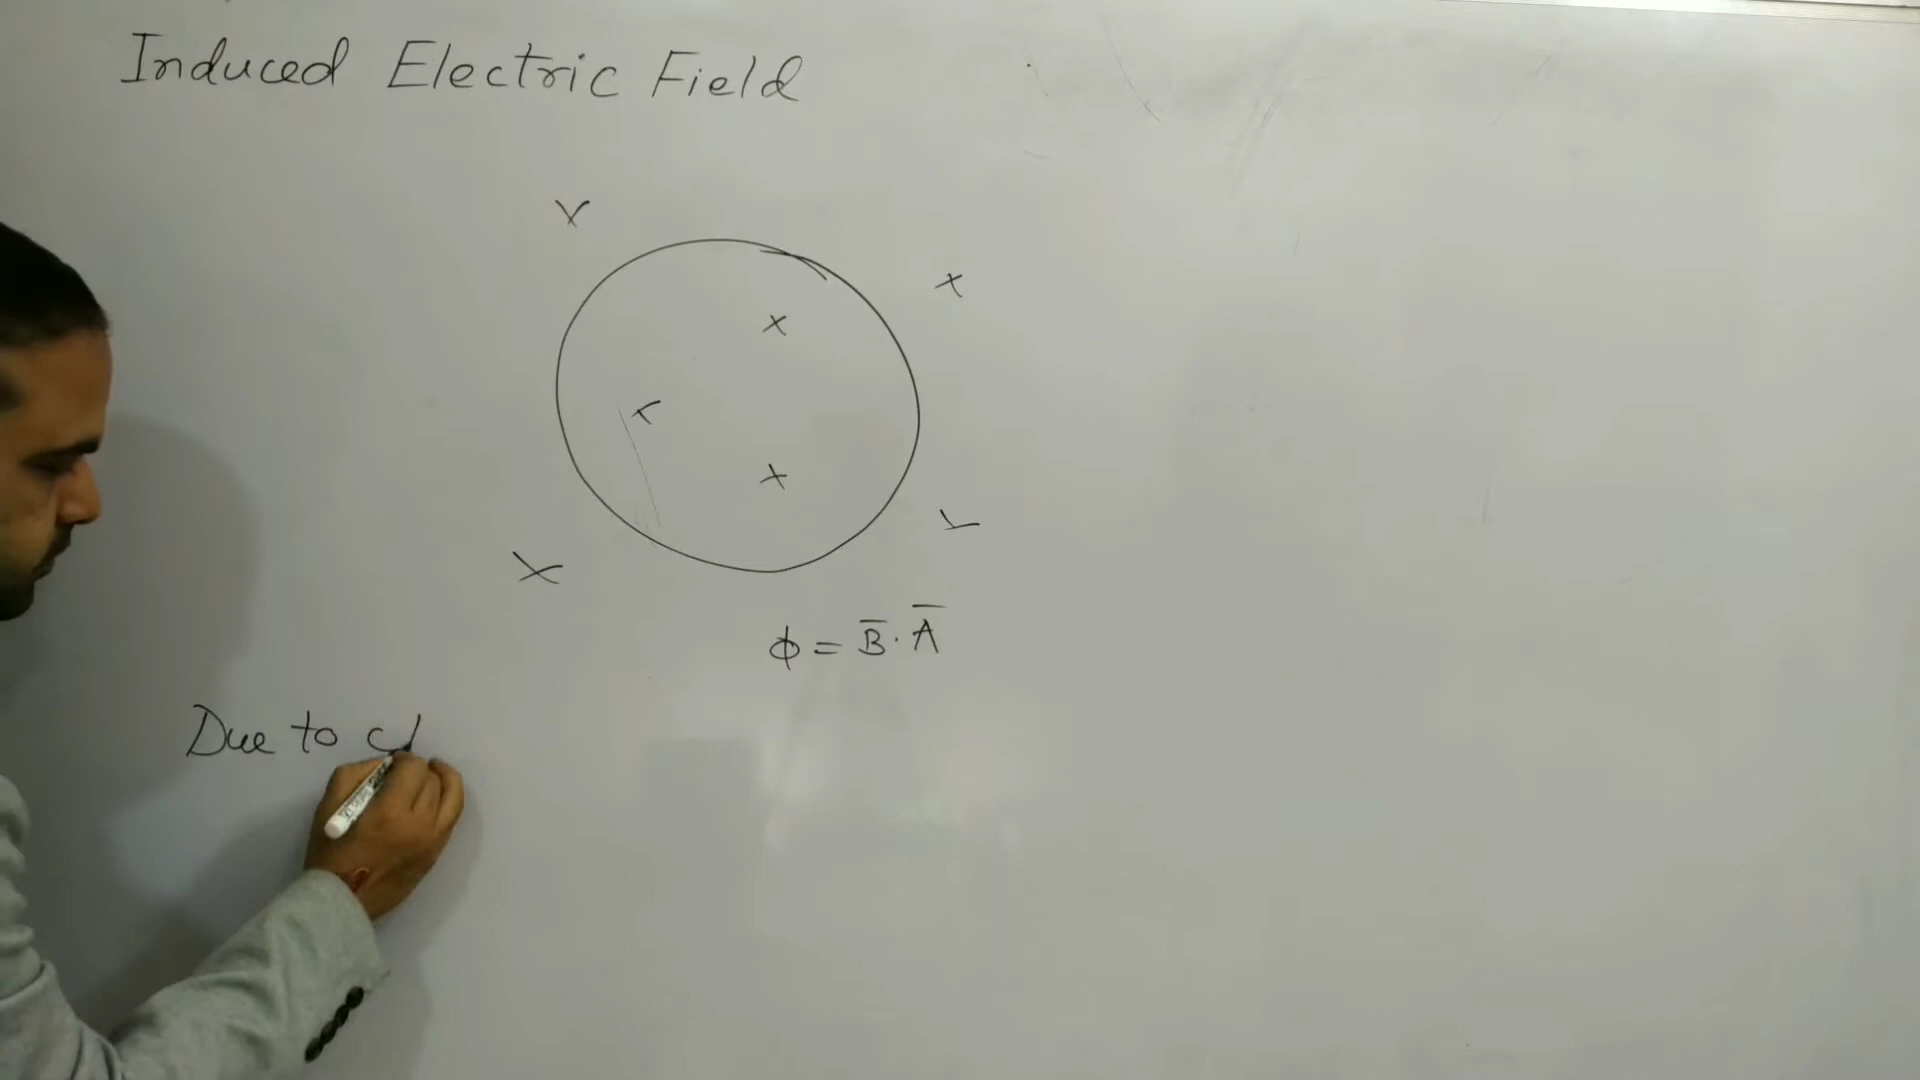 Induced Electric Field
ϕ = B̅ · A̅
Due to